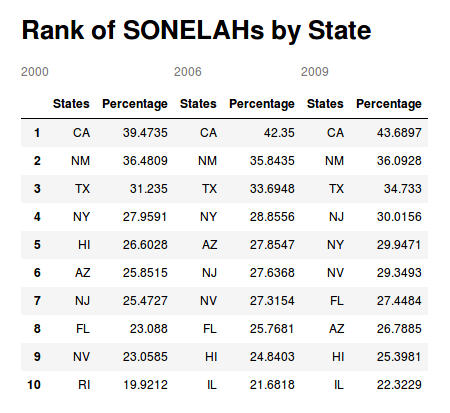 Rank of SONELAHs by State
2000 2006 2009
States Percentage States Percentage States Percentage
1 CA 39.4735 CA 42.35 CA 43.6897
2 NM 36.4809 NM 35.8435 NM 36.0928
3 TX 31.235 TX 33.6948 TX 34.733
4 NY 27.9591 NY 28.8556 NJ 30.0156
5 HI 26.6028 AZ 27.8547 NY 29.9471
6 AZ 25.8515 NJ 27.6368 NV 29.3493
7 NJ 25.4727 NV 27.3154 FL 27.4484
8 FL 23.088 FL 25.7681 AZ 26.7885
9 NV 23.0585 HI 24.8403 HI 25.3981
10 RI 19.9212 IL 21.6818 IL 22.3229